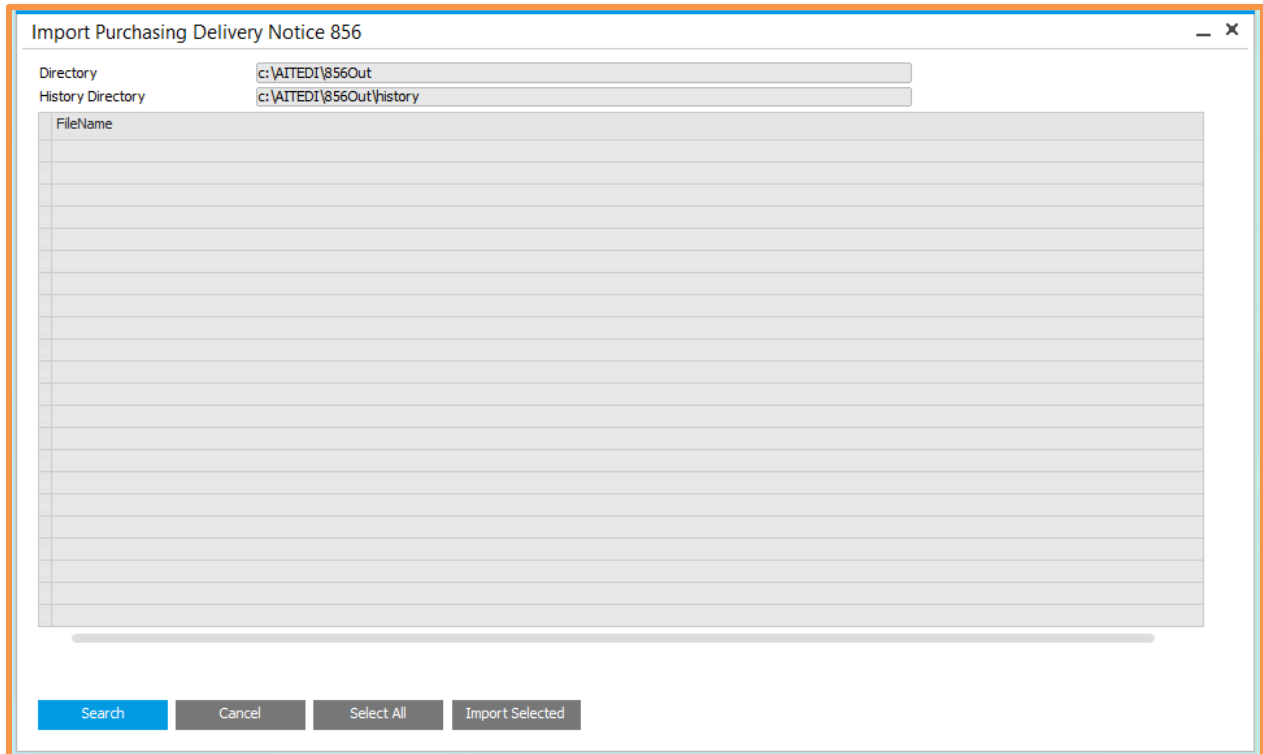 Import Purchasing Delivery Notice 856
Directory c:\AITEDI\856Out
History Directory c:\AITEDI\856Out\history
FileName
Search Cancel Select All Import Selected